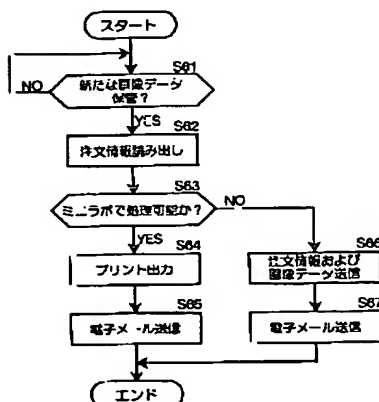 スタート
S61
新たな画像データ
保管？
NO
YES
S62
注文情報読み出し
S63
ミニラボで処理可能か？
NO
YES
S64
プリント出力
S66
注文情報および
画像データ送信
S65
電子メール送信
S67
電子メール送信
エンド